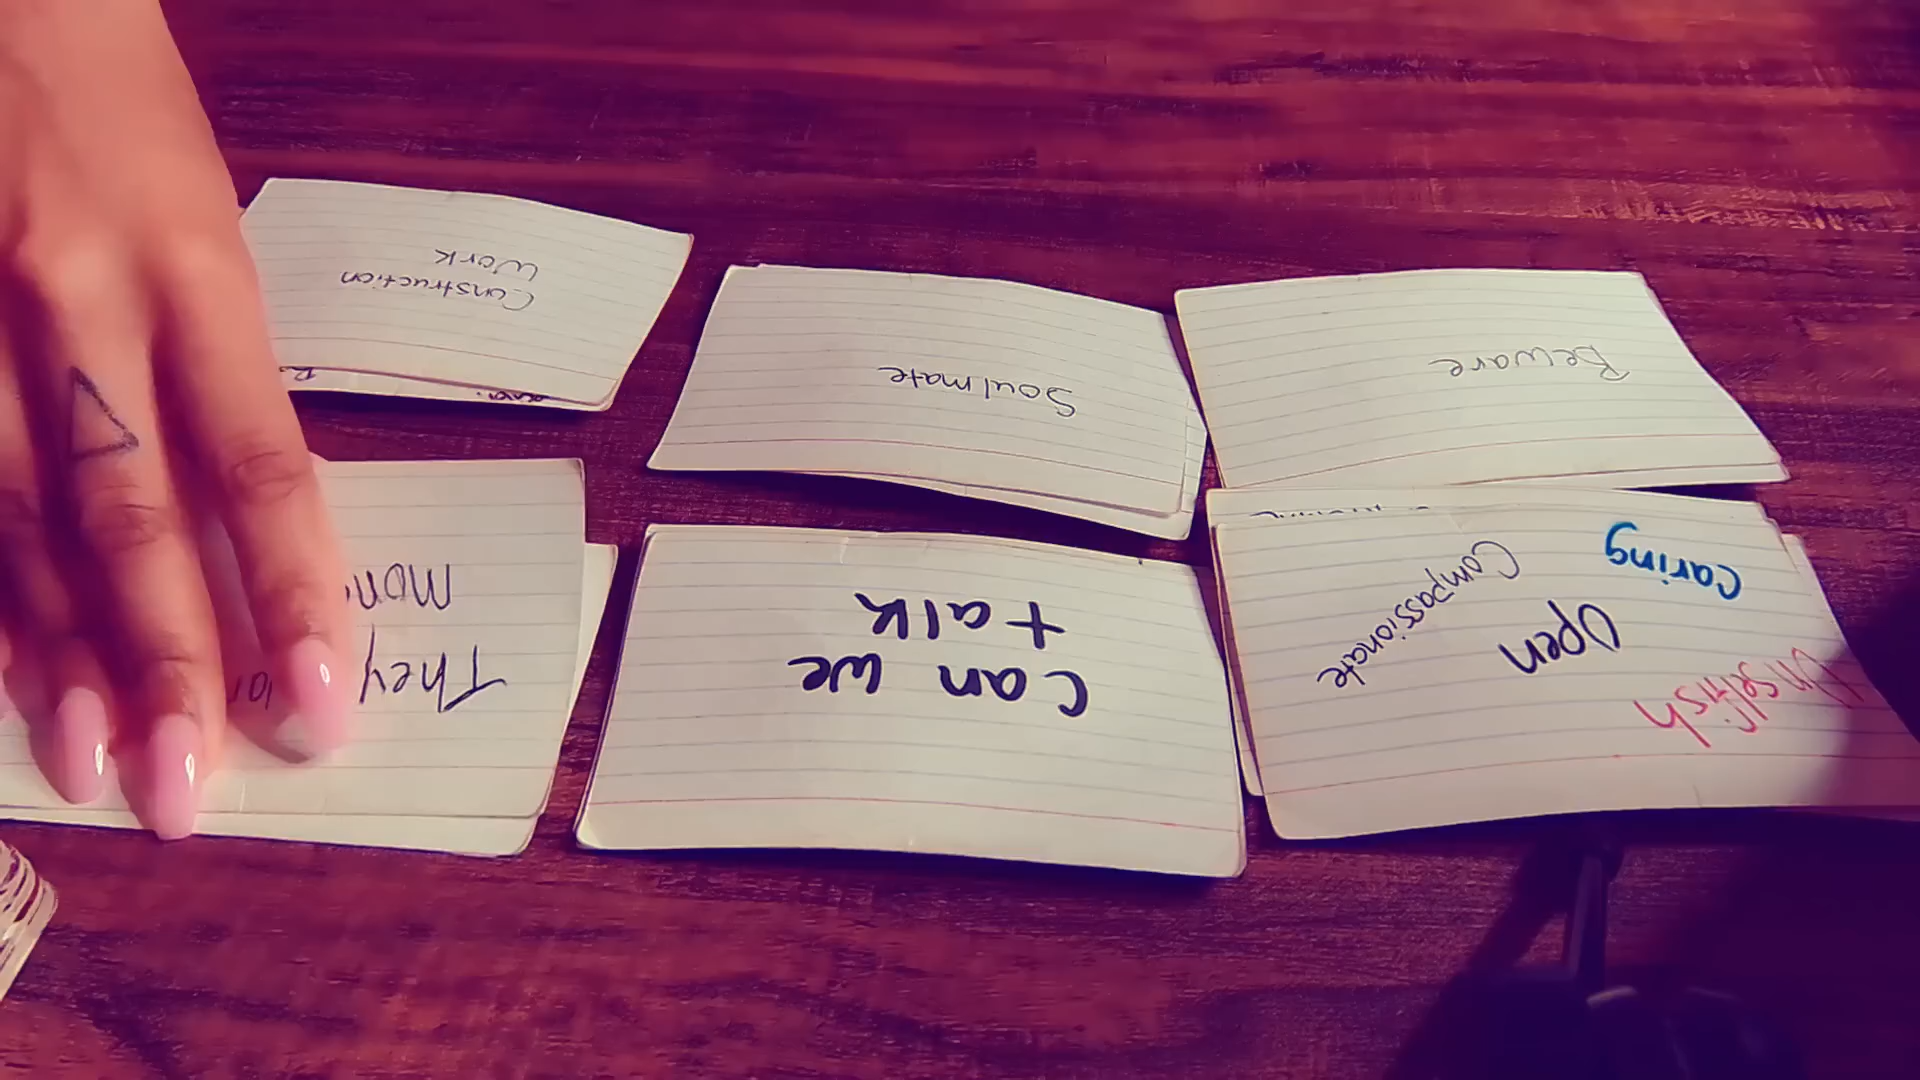 Construction
Work
Soulmate
Beware
They
Can we
talk
Caring
Compassionate
Open
Unselfish